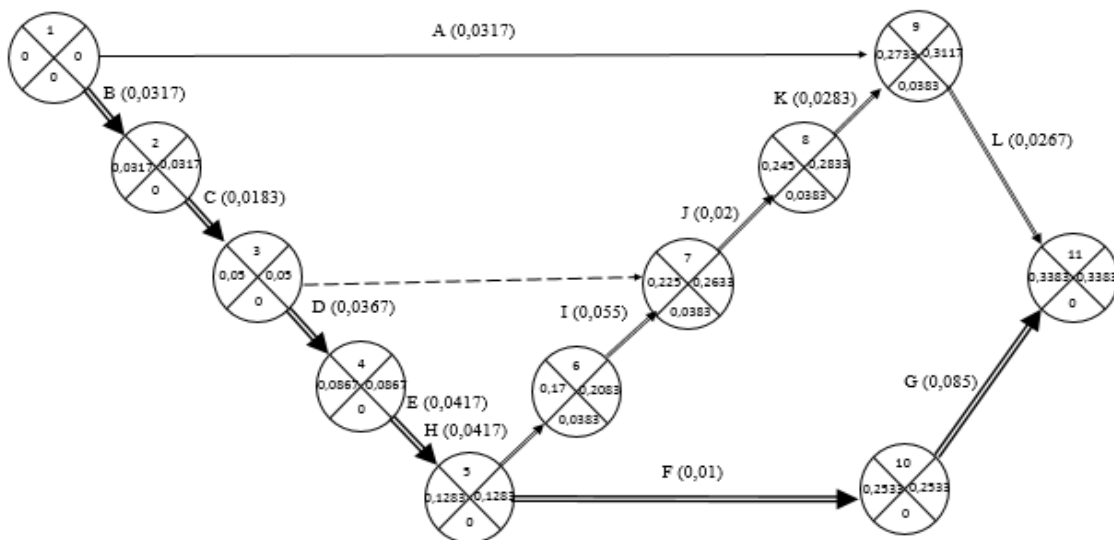 1
0 0
0
A (0,0317)
9
0,2733 0,3117
0,0383
B (0,0317)
K (0,0283)
2
0,0317 0,0317
0
8
0,245 0,2833
0,0383
L (0,0267)
C (0,0183)
J (0,02)
3
0,05 0,05
0
7
0,225 0,2633
0,0383
11
0,3383 0,3383
0
D (0,0367)
I (0,055)
4
0,0867 0,0867
0
6
0,17 0,2083
0,0383
G (0,085)
E (0,0417)
H (0,0417)
5
0,1283 0,1283
0
F (0,01)
10
0,2533 0,2533
0